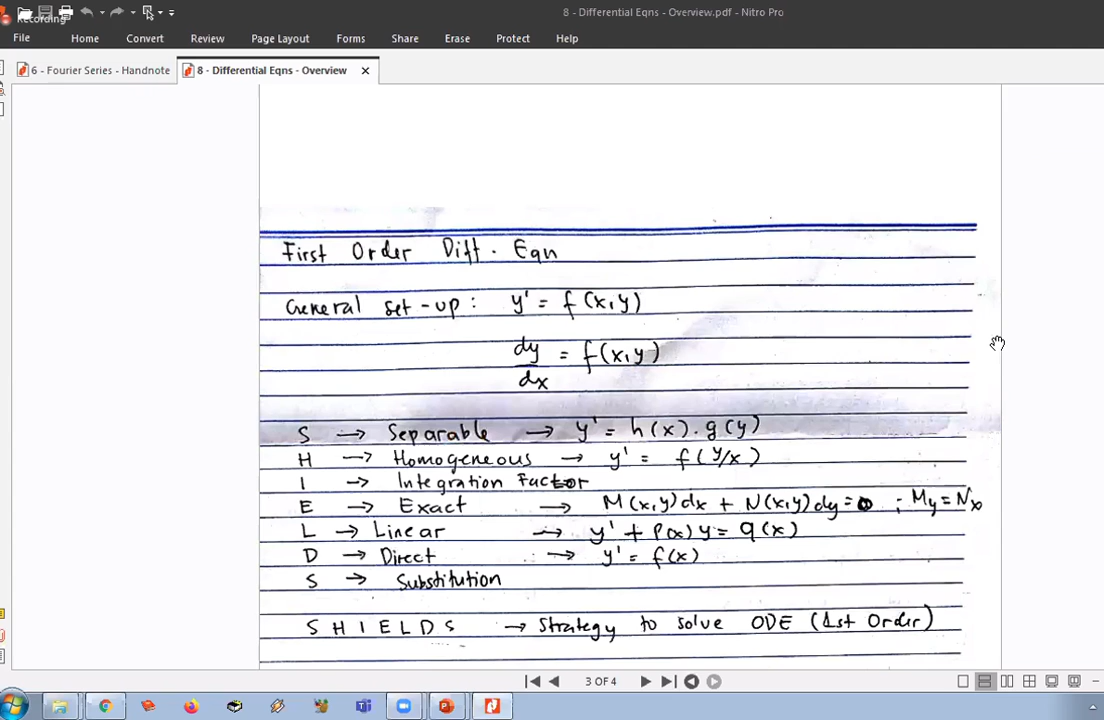 Recording
8 - Differential Eqns - Overview.pdf - Nitro Pro
File Home Convert Review Page Layout Forms Share Erase Protect Help
6 - Fourier Series - Handnote 8 - Differential Eqns - Overview
First Order Diff. Eqn
General set-up : y' = f(x,y)
dy/dx = f(x,y)
S → Separable → y' = h(x).g(y)
H → Homogeneous → y' = f(y/x)
I → Integration Factor
E → Exact → M(x,y)dx + N(x,y)dy = 0 ; My = Nx
L → Linear → y' + P(x)y = q(x)
D → Direct → y' = f(x)
S → Substitution
S H I E L D S → Strategy to solve ODE (1st Order)
3 OF 4